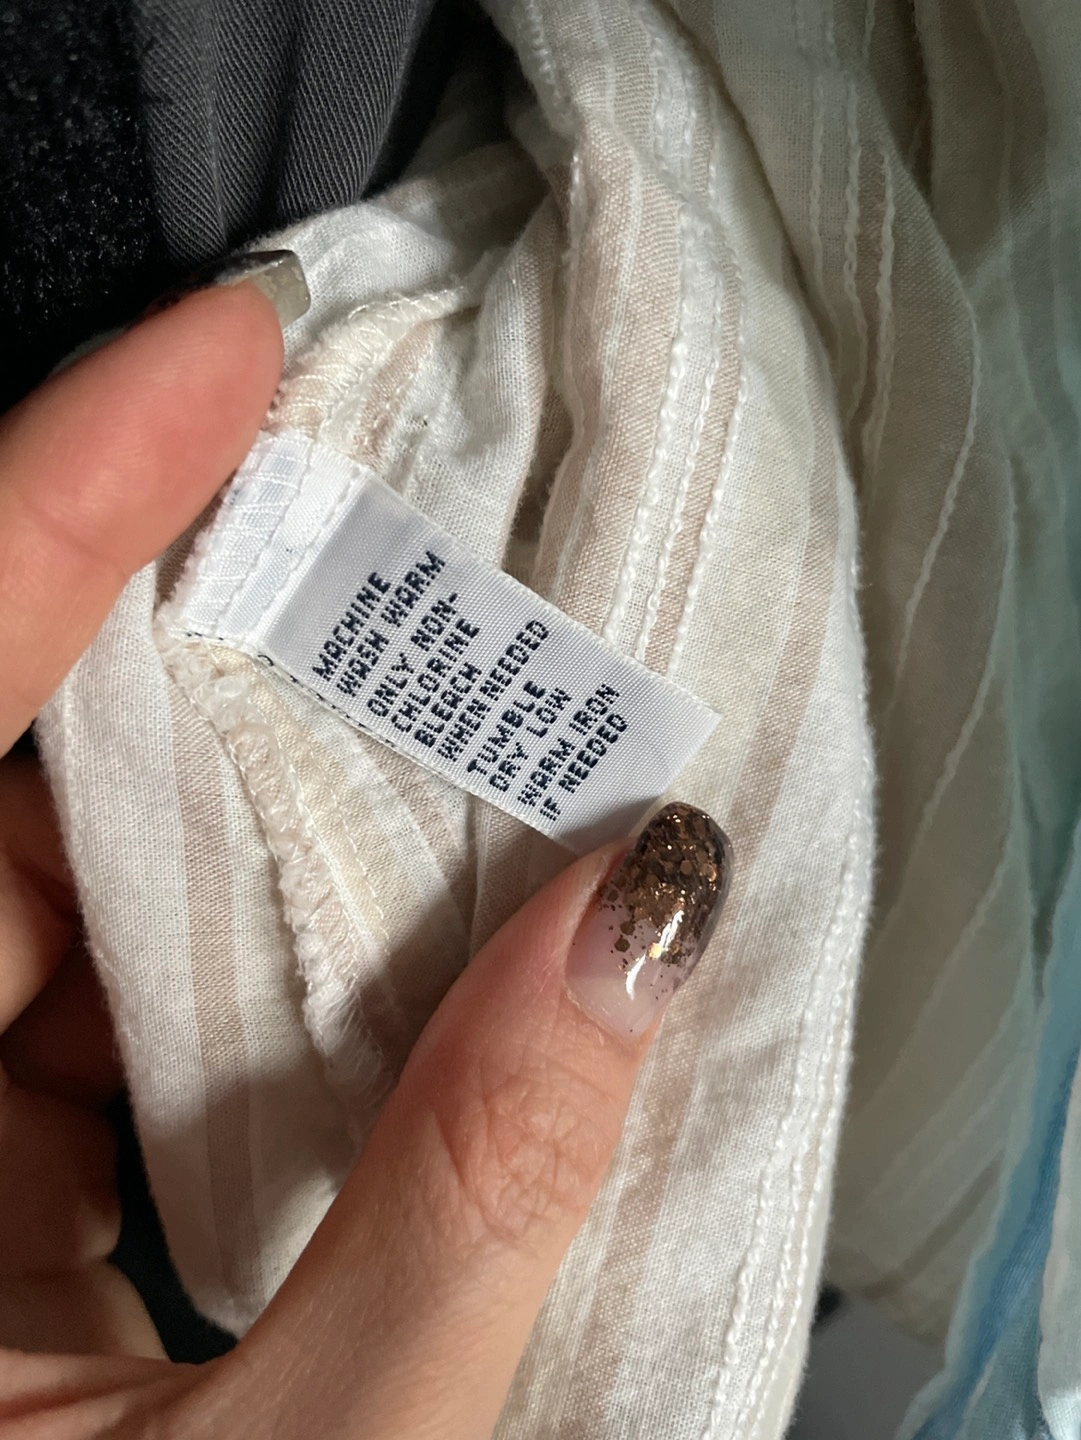 MACHINE
WASH WARM
ONLY NON-
CHLORINE
BLEACH
WHEN NEEDED
TUMBLE
DRY LOW
WARM IRON
IF NEEDED